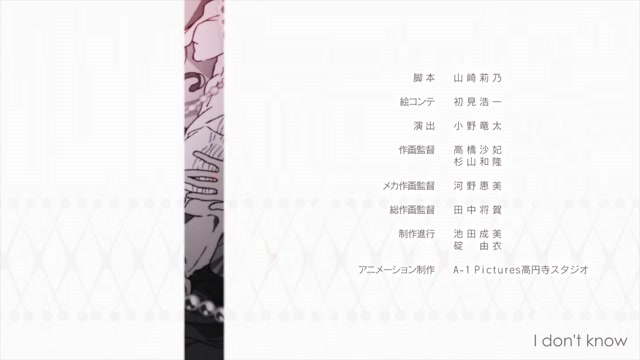 脚本 山崎莉乃
絵コンテ 初見浩一
演出 小野竜太
作画監督 高橋沙妃
杉山和隆
メカ作画監督 河野恵美
総作画監督 田中将賀
制作進行 池田成美
碇 由衣
アニメーション制作 A-1 Pictures高円寺スタジオ
I don't know